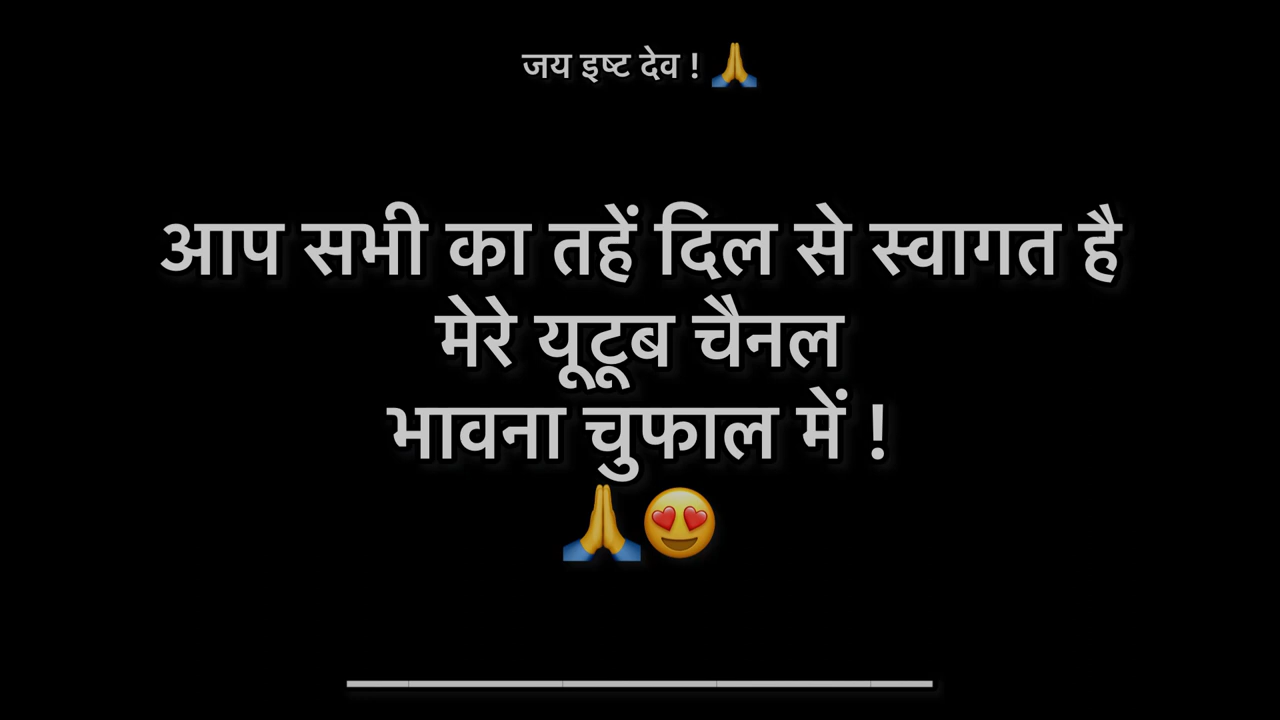 जय इष्ट देव ! 🙏
आप सभी का तहें दिल से स्वागत है
मेरे यूटूब चैनल
भावना चुफाल में !
🙏😍